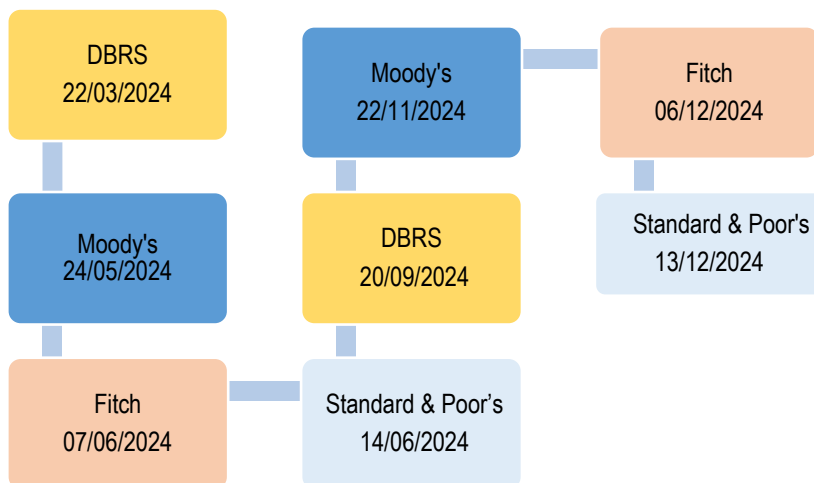 DBRS
22/03/2024
Moody's
24/05/2024
Fitch
07/06/2024
Standard & Poor’s
14/06/2024
DBRS
20/09/2024
Moody's
22/11/2024
Fitch
06/12/2024
Standard & Poor's
13/12/2024